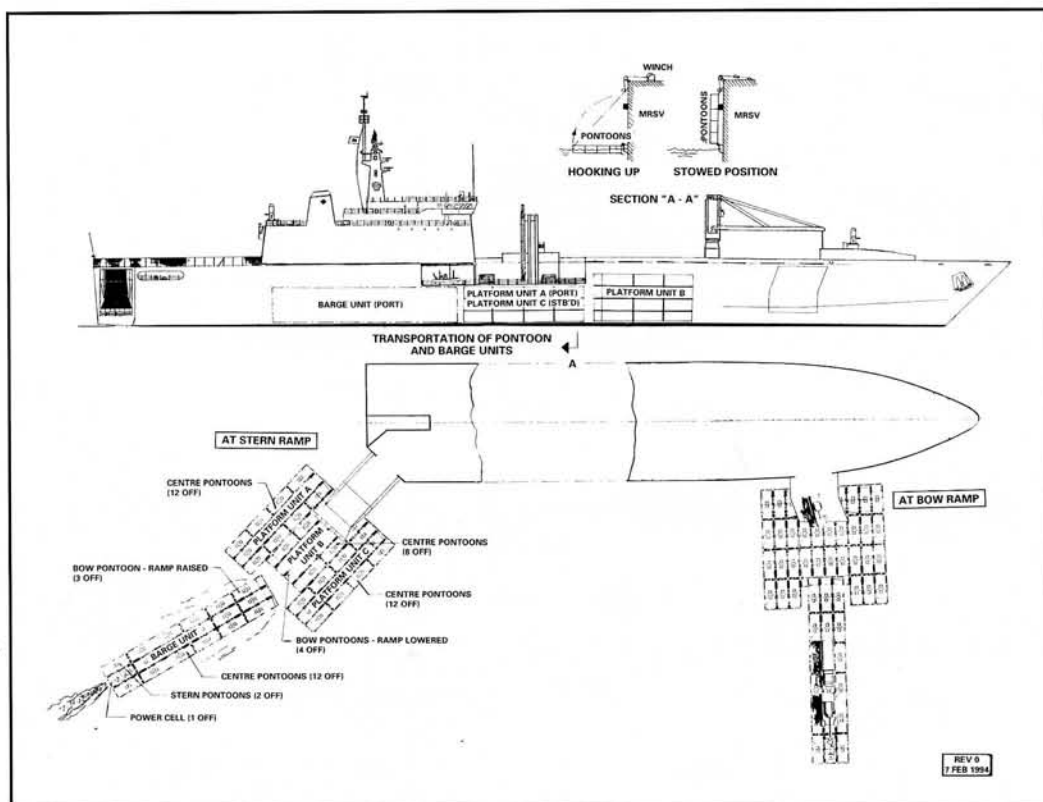 WINCH
PONTOONS
MRSV
PONTOONS
MRSV
HOOKING UP
STOWED POSITION
SECTION "A - A"
BARGE UNIT (PORT)
PLATFORM UNIT A (PORT)
PLATFORM UNIT C (STB'D)
PLATFORM UNIT B
TRANSPORTATION OF PONTOON
AND BARGE UNITS
A
AT STERN RAMP
CENTRE PONTOONS
(12 OFF)
PLATFORM UNIT A
PLATFORM
UNIT B
PLATFORM UNIT C
AT BOW RAMP
CENTRE PONTOONS
(8 OFF)
BOW PONTOON - RAMP RAISED
(3 OFF)
CENTRE PONTOONS
(12 OFF)
BARGE UNIT
BOW PONTOONS - RAMP LOWERED
(4 OFF)
CENTRE PONTOONS (12 OFF)
STERN PONTOONS (2 OFF)
POWER CELL (1 OFF)
REV 0
7 FEB 1994